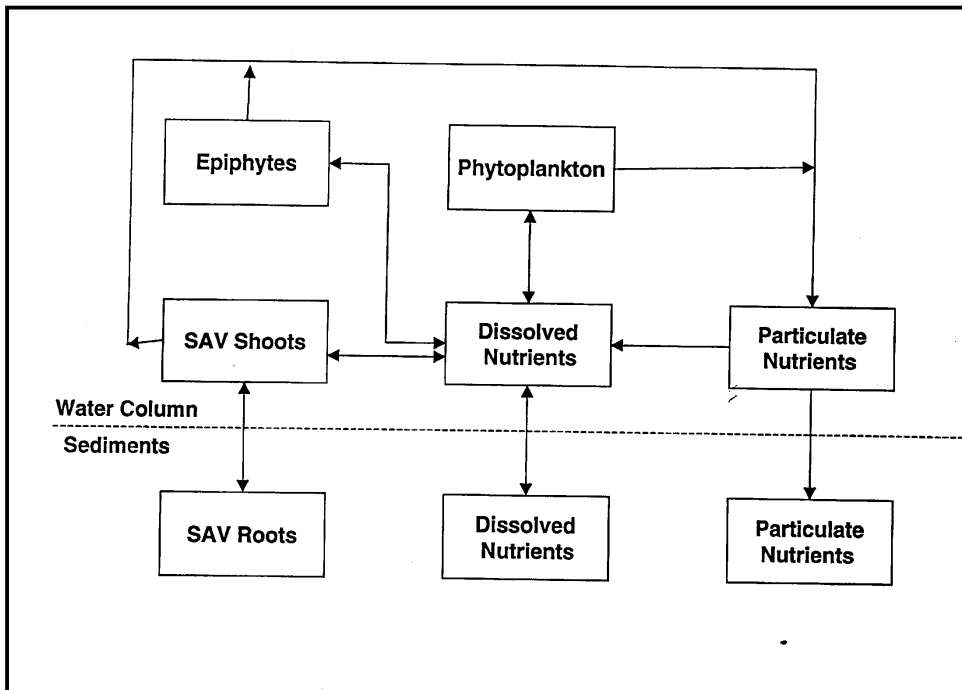 Epiphytes
Phytoplankton
SAV Shoots
Dissolved
Nutrients
Particulate
Nutrients
Water Column
Sediments
SAV Roots
Dissolved
Nutrients
Particulate
Nutrients